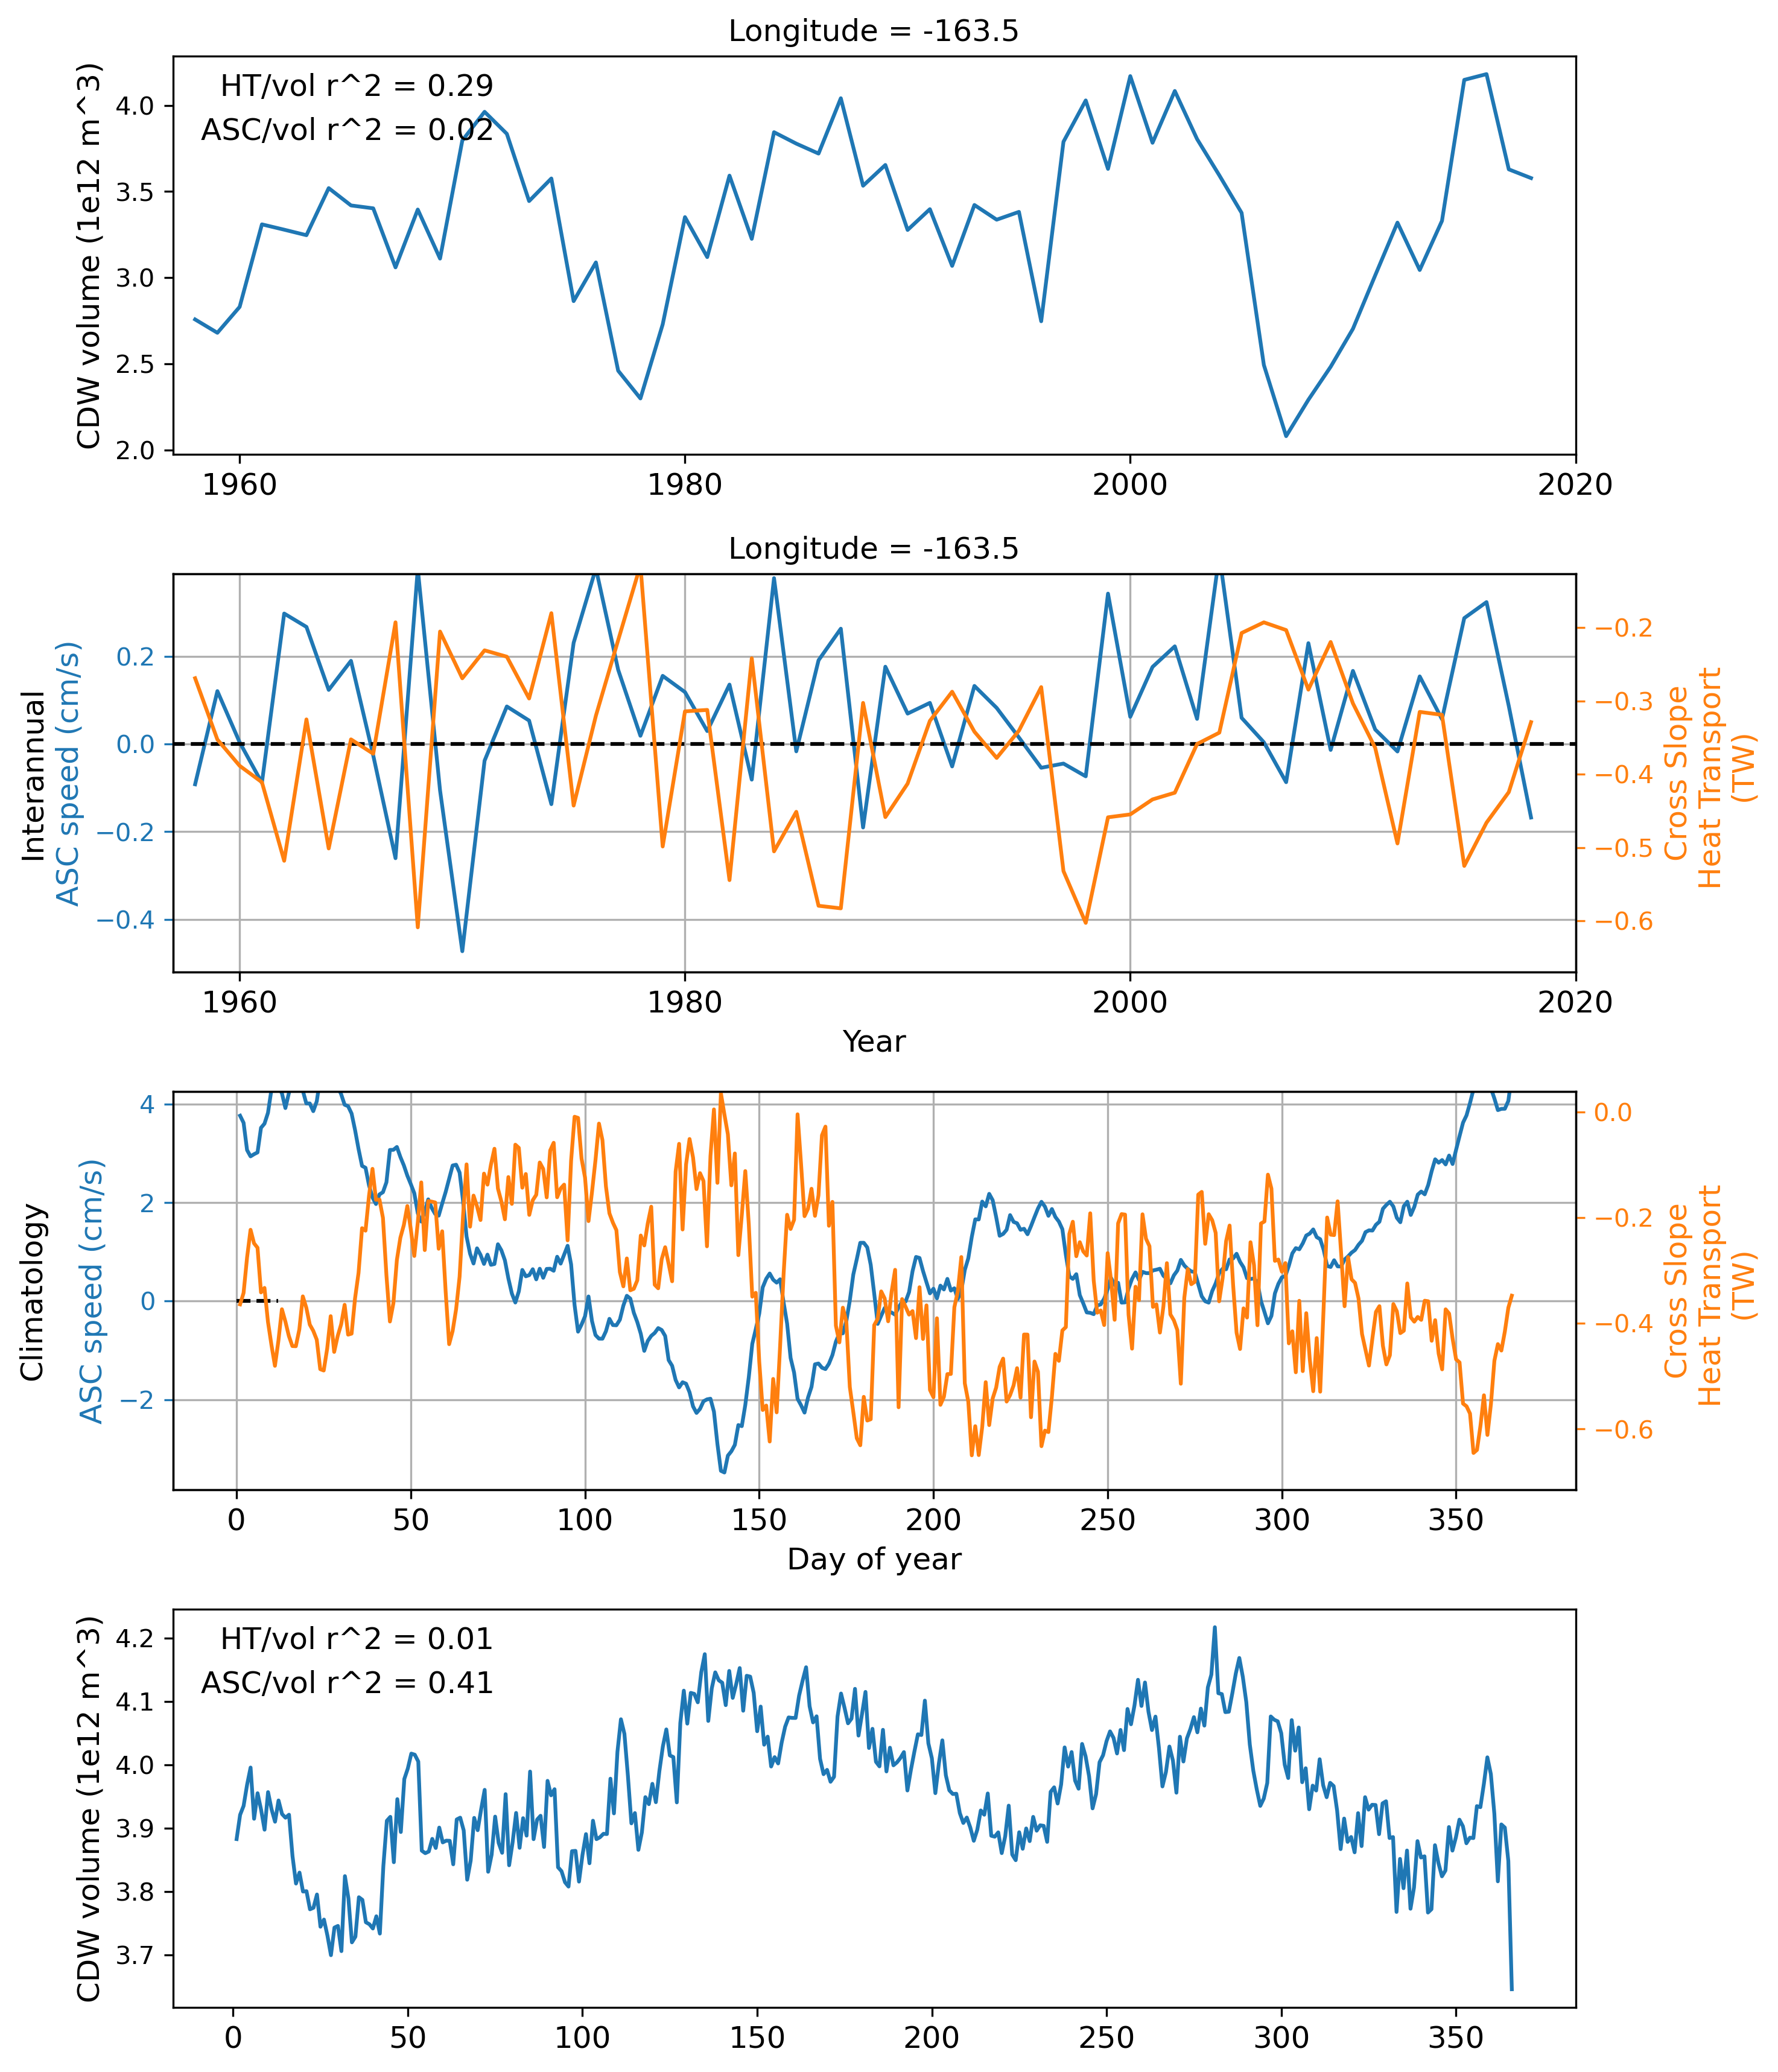 Longitude = -163.5
HT/vol r^2 = 0.29
ASC/vol r^2 = 0.02
CDW volume (1e12 m^3)
4.0
3.5
3.0
2.5
2.0
1960 1980 2000 2020
Longitude = -163.5
Interannual
ASC speed (cm/s)
0.2
0.0
−0.2
−0.4
−0.2
−0.3
−0.4
−0.5
−0.6
Cross Slope
Heat Transport
(TW)
1960 1980 2000 2020
Year
Climatology
ASC speed (cm/s)
4
2
0
−2
0.0
−0.2
−0.4
−0.6
Cross Slope
Heat Transport
(TW)
0 50 100 150 200 250 300 350
Day of year
HT/vol r^2 = 0.01
ASC/vol r^2 = 0.41
CDW volume (1e12 m^3)
4.2
4.1
4.0
3.9
3.8
3.7
0 50 100 150 200 250 300 350